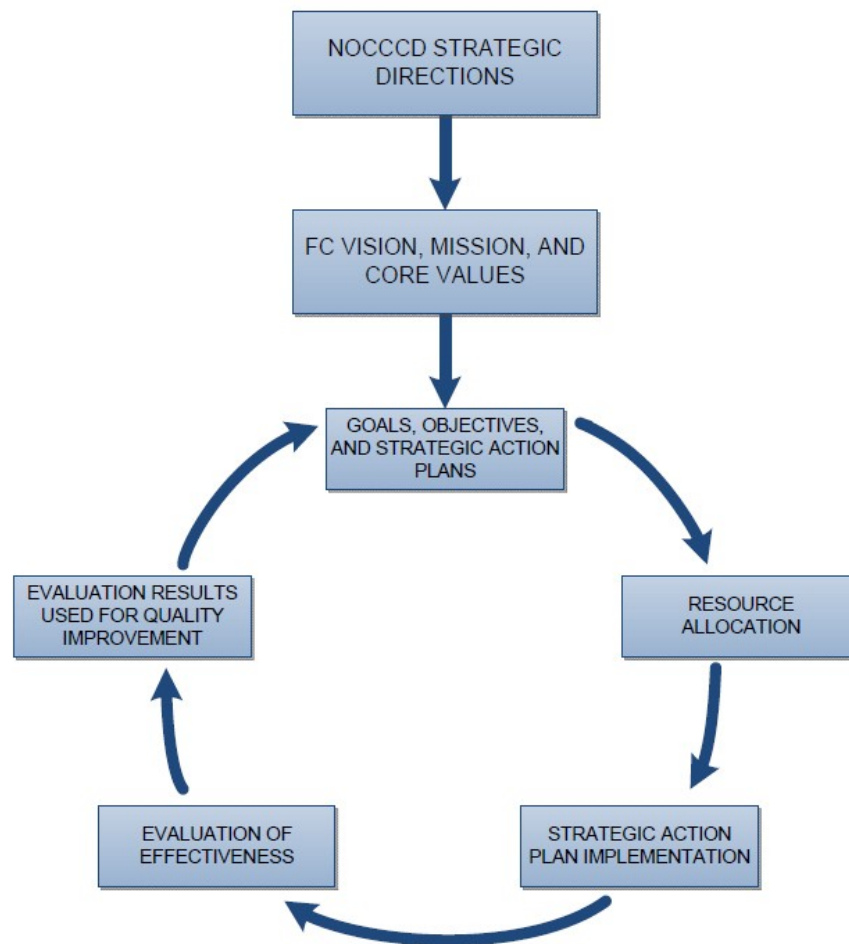 NOCCCD STRATEGIC
DIRECTIONS
FC VISION, MISSION, AND
CORE VALUES
GOALS, OBJECTIVES,
AND STRATEGIC ACTION
PLANS
EVALUATION RESULTS
USED FOR QUALITY
IMPROVEMENT
RESOURCE
ALLOCATION
EVALUATION OF
EFFECTIVENESS
STRATEGIC ACTION
PLAN IMPLEMENTATION